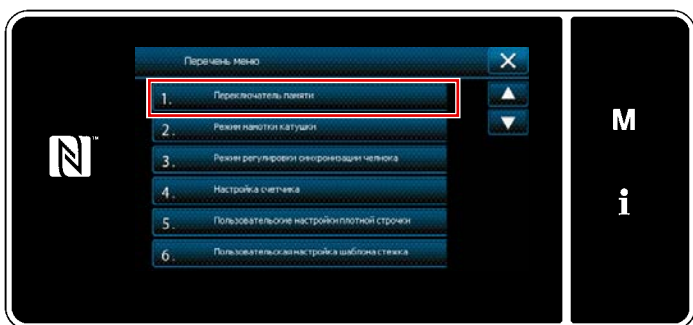 Перечень меню
1. Переключатель памяти
2. Режим намотки катушки
3. Режим регулировки синхронизации челнока
4. Настройка счетчика
5. Пользовательские настройки плотной строчки
6. Пользовательская настройка шаблона стежка
M
i